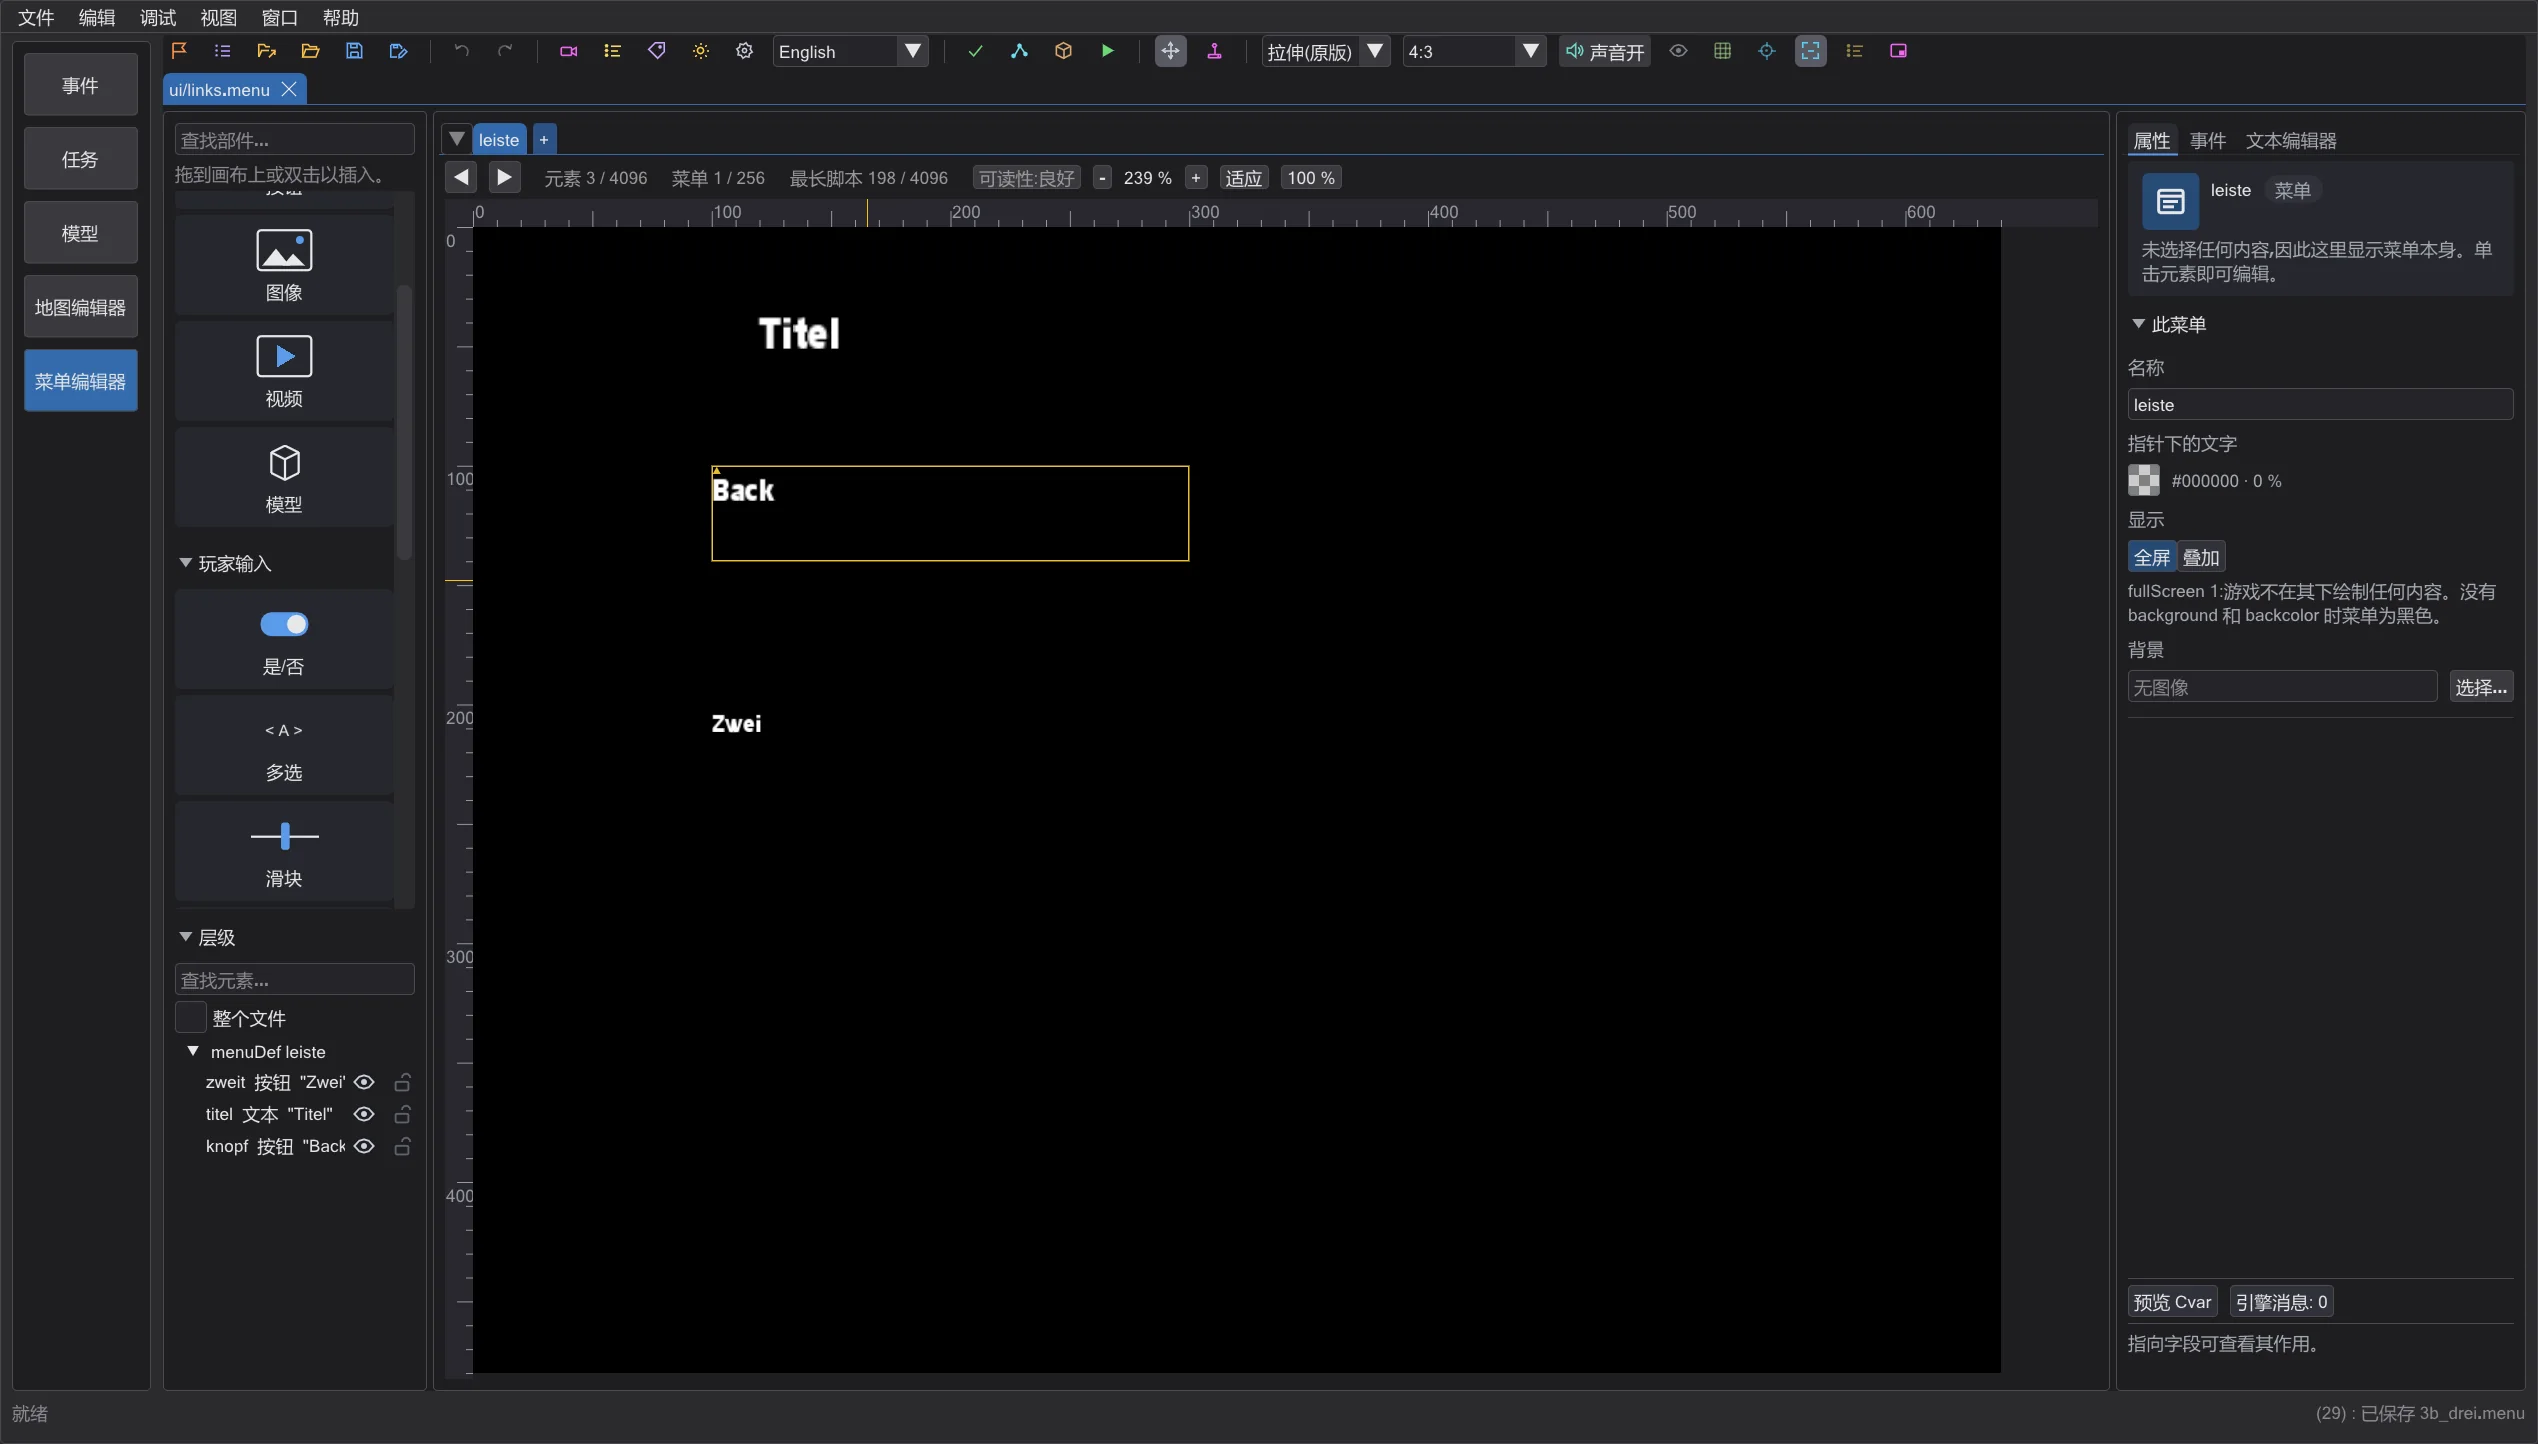 文件 编辑 调试 视图 窗口 帮助
English 拉伸(原版) 4:3 声音开
ui/links.menu
事件
任务
模型
地图编辑器
菜单编辑器
查找部件...
拖到画布上或双击以插入。
图像
视频
模型
玩家输入
是/否
< A >
多选
滑块
层级
查找元素...
整个文件
menuDef leiste
zweit 按钮 "Zwei"
titel 文本 "Titel"
knopf 按钮 "Back
leiste +
元素 3 / 4096 菜单 1 / 256 最长脚本 198 / 4096 可读性:良好 - 239 % + 适应 100 %
0 100 200 300 400 500 600
0
100
200
300
400
Titel
Back
Zwei
属性 事件 文本编辑器
leiste 菜单
未选择任何内容,因此这里显示菜单本身。单
击元素即可编辑。
此菜单
名称
leiste
指针下的文字
#000000 · 0 %
显示
全屏 叠加
fullScreen 1:游戏不在其下绘制任何内容。没有
background 和 backcolor 时菜单为黑色。
背景
无图像 选择...
预览 Cvar 引擎消息: 0
指向字段可查看其作用。
就绪
(29) : 已保存 3b_drei.menu